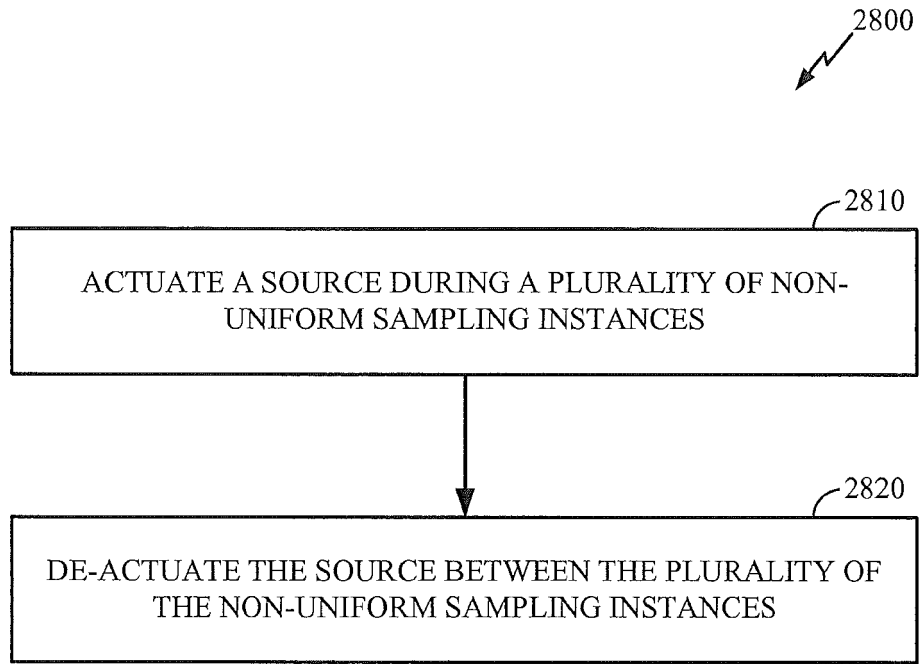 2800
2810
ACTUATE A SOURCE DURING A PLURALITY OF NON-
UNIFORM SAMPLING INSTANCES
2820
DE-ACTUATE THE SOURCE BETWEEN THE PLURALITY OF
THE NON-UNIFORM SAMPLING INSTANCES